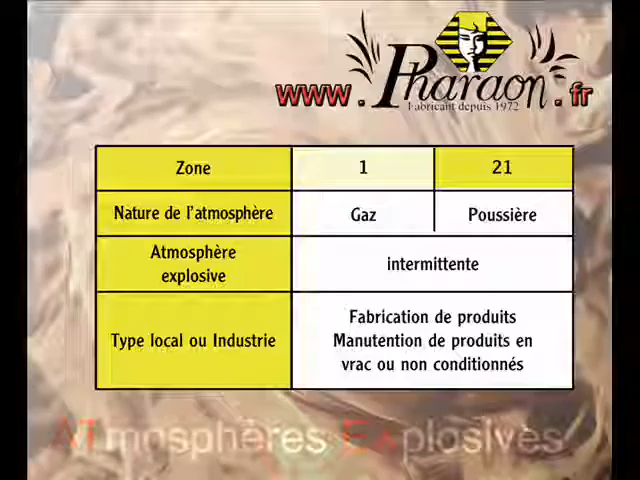 www.Pharaon.fr
Fabricant depuis 1972
Zone 1 21
Nature de l'atmosphère Gaz Poussière
Atmosphère
explosive
intermittente
Type local ou Industrie
Fabrication de produits
Manutention de produits en
vrac ou non conditionnés
ATmosphères Explosives